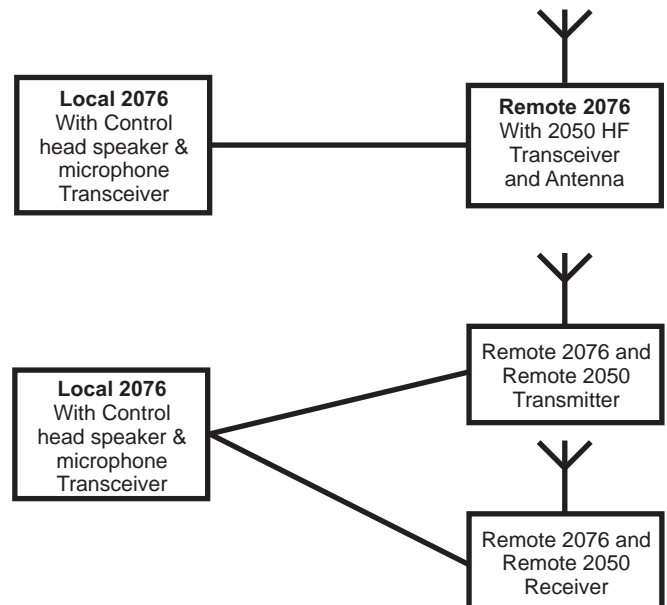 Local 2076
With Control
head speaker &
microphone
Transceiver
Remote 2076
With 2050 HF
Transceiver
and Antenna
Local 2076
With Control
head speaker &
microphone
Transceiver
Remote 2076 and
Remote 2050
Transmitter
Remote 2076 and
Remote 2050
Receiver